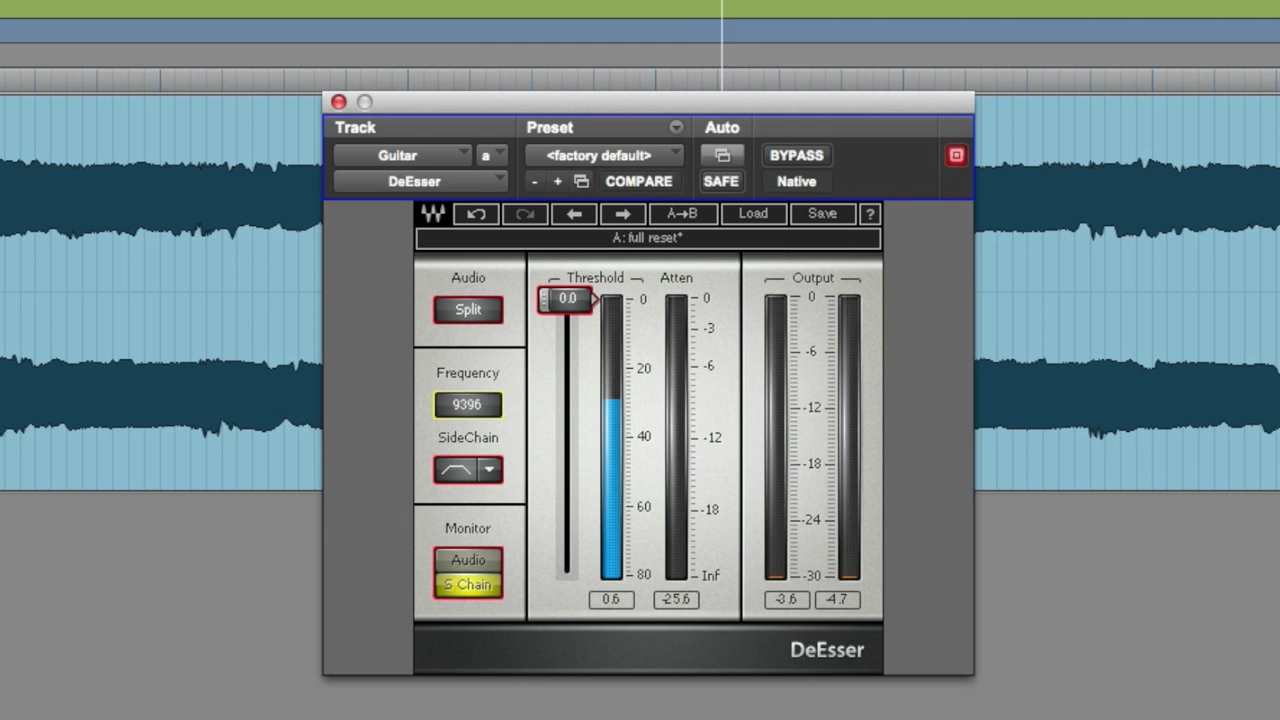 Track Preset Auto
Guitar a <factory default> BYPASS
DeEsser - + COMPARE SAFE Native
A→B Load Save ?
A: full reset*
Audio Threshold Atten Output
Split
0.0
0 0 0
-3
-6 -6
20
-12
40 -12
-18
60 -18
-24
80 Inf -30
Frequency
9396
SideChain
Monitor
Audio
S Chain
0.6 -25.6 -3.6 -4.7
DeEsser